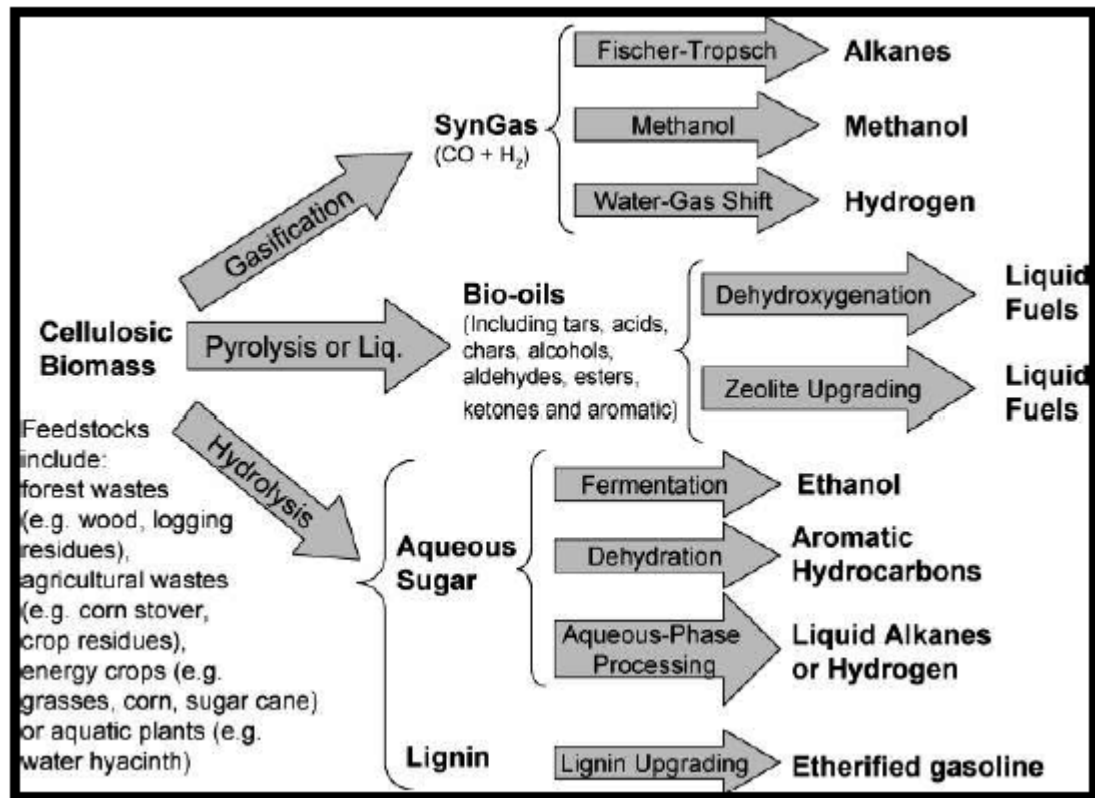 Fischer-Tropsch
Alkanes
SynGas
(CO + H₂)
Methanol
Methanol
Water-Gas Shift
Hydrogen
Gasification
Cellulosic
Biomass
Pyrolysis or Liq.
Bio-oils
(Including tars, acids,
chars, alcohols,
aldehydes, esters,
ketones and aromatic)
Dehydroxygenation
Liquid
Fuels
Zeolite Upgrading
Liquid
Fuels
Hydrolysis
Feedstocks
include:
forest wastes
(e.g. wood, logging
residues),
agricultural wastes
(e.g. corn stover,
crop residues),
energy crops (e.g.
grasses, corn, sugar cane)
or aquatic plants (e.g.
water hyacinth)
Aqueous
Sugar
Fermentation
Ethanol
Dehydration
Aromatic
Hydrocarbons
Aqueous-Phase
Processing
Liquid Alkanes
or Hydrogen
Lignin
Lignin Upgrading
Etherified gasoline